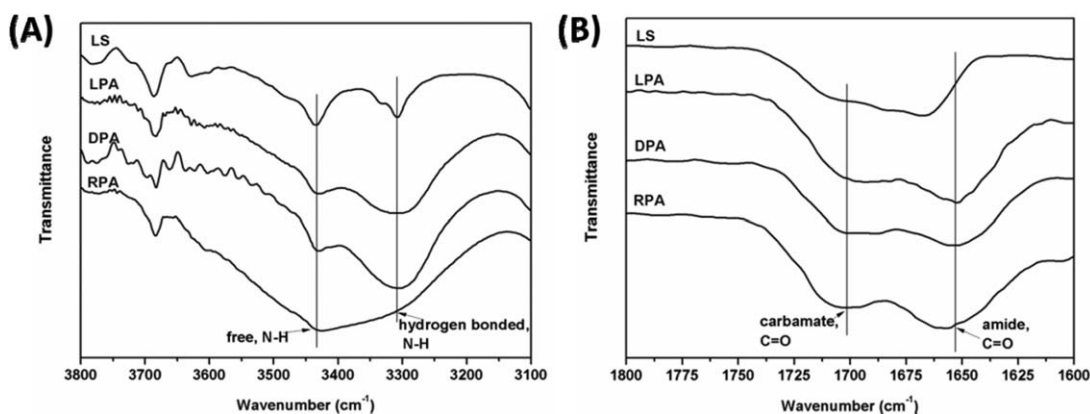 (A)
LS
LPA
DPA
RPA
free, N-H
hydrogen bonded,
N-H
Transmittance
3800 3700 3600 3500 3400 3300 3200 3100
Wavenumber (cm⁻¹)
(B)
LS
LPA
DPA
RPA
carbamate,
C=O
amide,
C=O
Transmittance
1800 1775 1750 1725 1700 1675 1650 1625 1600
Wavenumber (cm⁻¹)